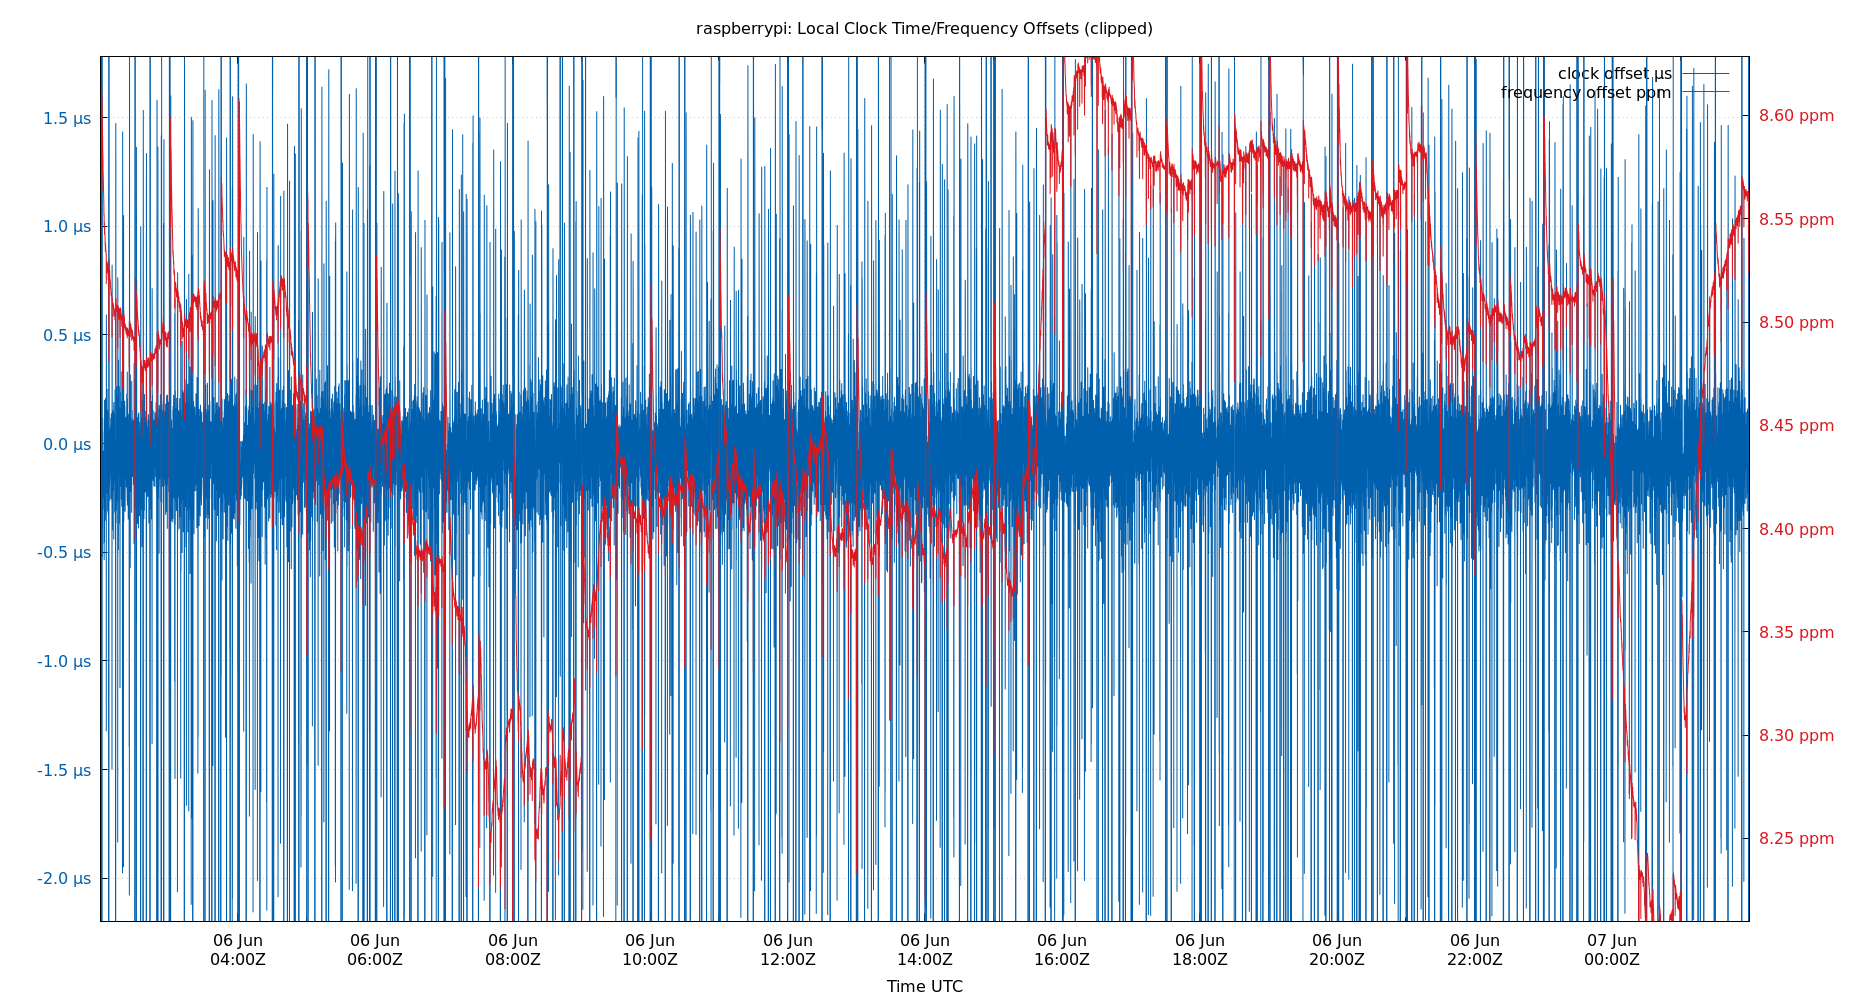 raspberrypi: Local Clock Time/Frequency Offsets (clipped)
clock offset µs
frequency offset ppm
1.5 µs
1.0 µs
0.5 µs
0.0 µs
-0.5 µs
-1.0 µs
-1.5 µs
-2.0 µs
8.60 ppm
8.55 ppm
8.50 ppm
8.45 ppm
8.40 ppm
8.35 ppm
8.30 ppm
8.25 ppm
06 Jun 06 Jun 06 Jun 06 Jun 06 Jun 06 Jun 06 Jun 06 Jun 06 Jun 06 Jun 07 Jun
04:00Z 06:00Z 08:00Z 10:00Z 12:00Z 14:00Z 16:00Z 18:00Z 20:00Z 22:00Z 00:00Z
Time UTC